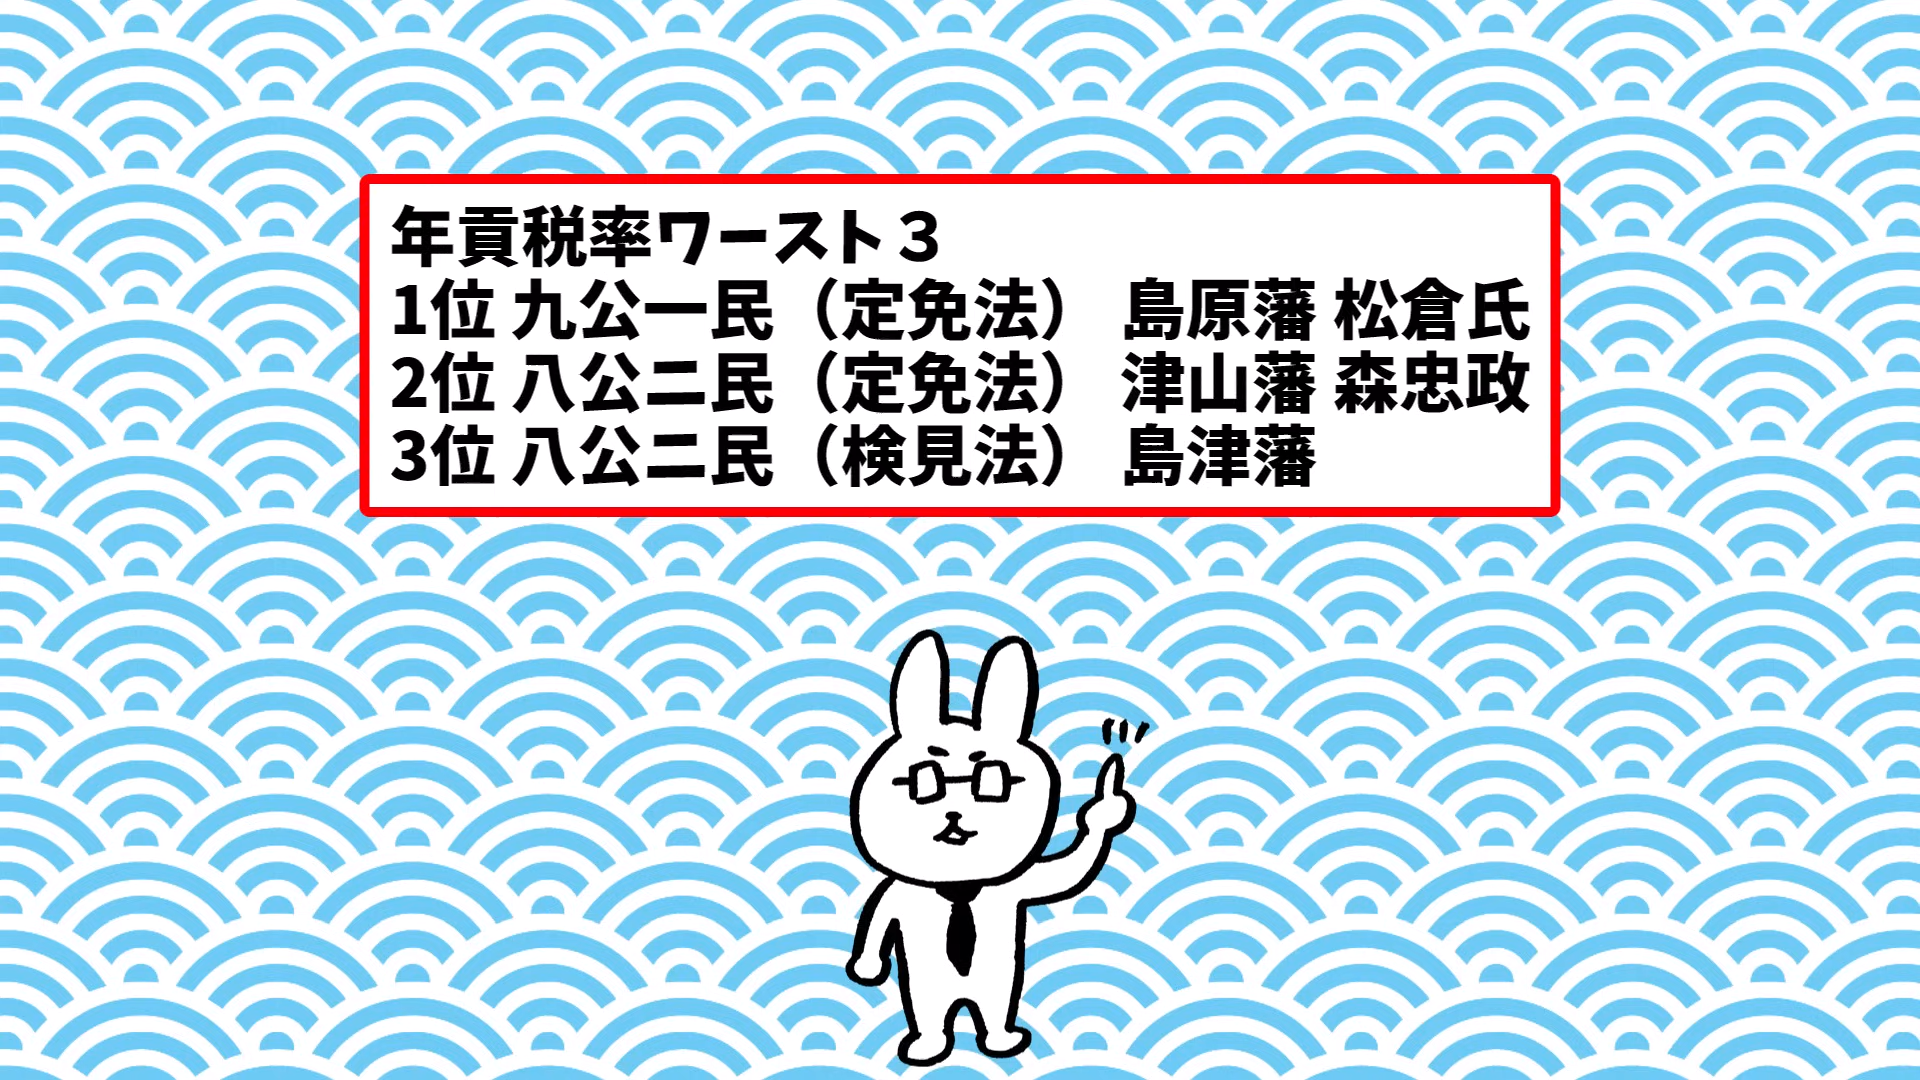 年貢税率ワースト３
1位 九公一民（定免法） 島原藩 松倉氏
2位 八公二民（定免法） 津山藩 森忠政
3位 八公二民（検見法） 島津藩